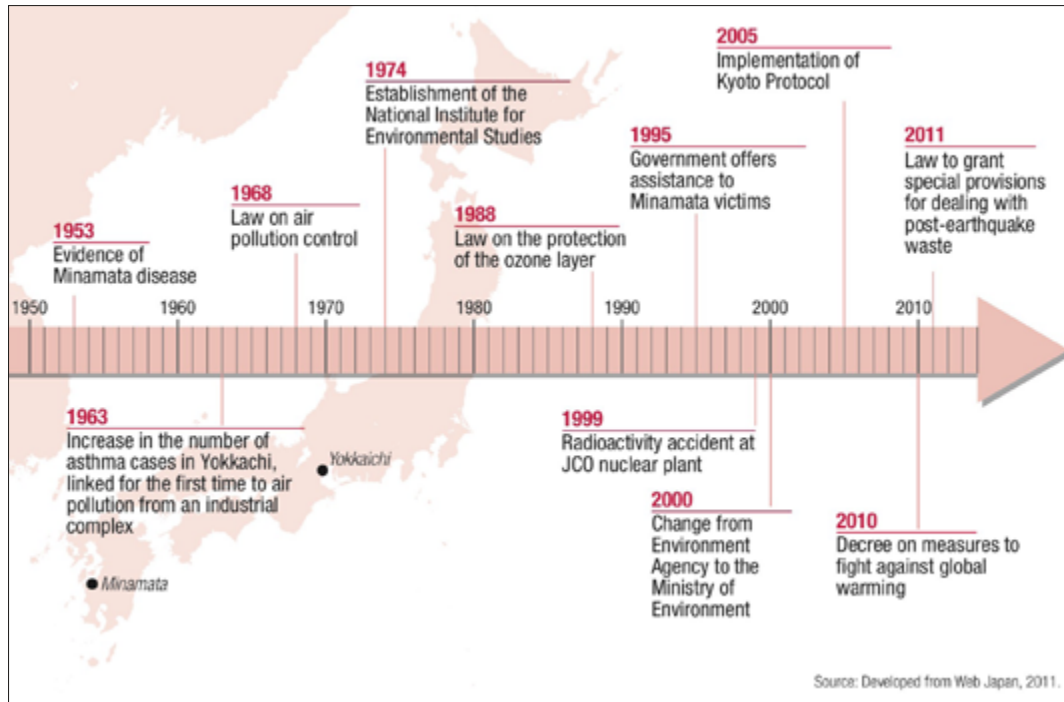 2005
Implementation of
Kyoto Protocol
1974
Establishment of the
National Institute for
Environmental Studies
1995
Government offers
assistance to
Minamata victims
2011
Law to grant
special provisions
for dealing with
post-earthquake
waste
1968
Law on air
pollution control
1988
Law on the protection
of the ozone layer
1953
Evidence of
Minamata disease
1950 1960 1970 1980 1990 2000 2010
1963
Increase in the number of
asthma cases in Yokkachi,
linked for the first time to air
pollution from an industrial
complex
Yokkaichi
Minamata
1999
Radioactivity accident at
JCO nuclear plant
2000
Change from
Environment
Agency to the
Ministry of
Environment
2010
Decree on measures to
fight against global
warming
Source: Developed from Web Japan, 2011.